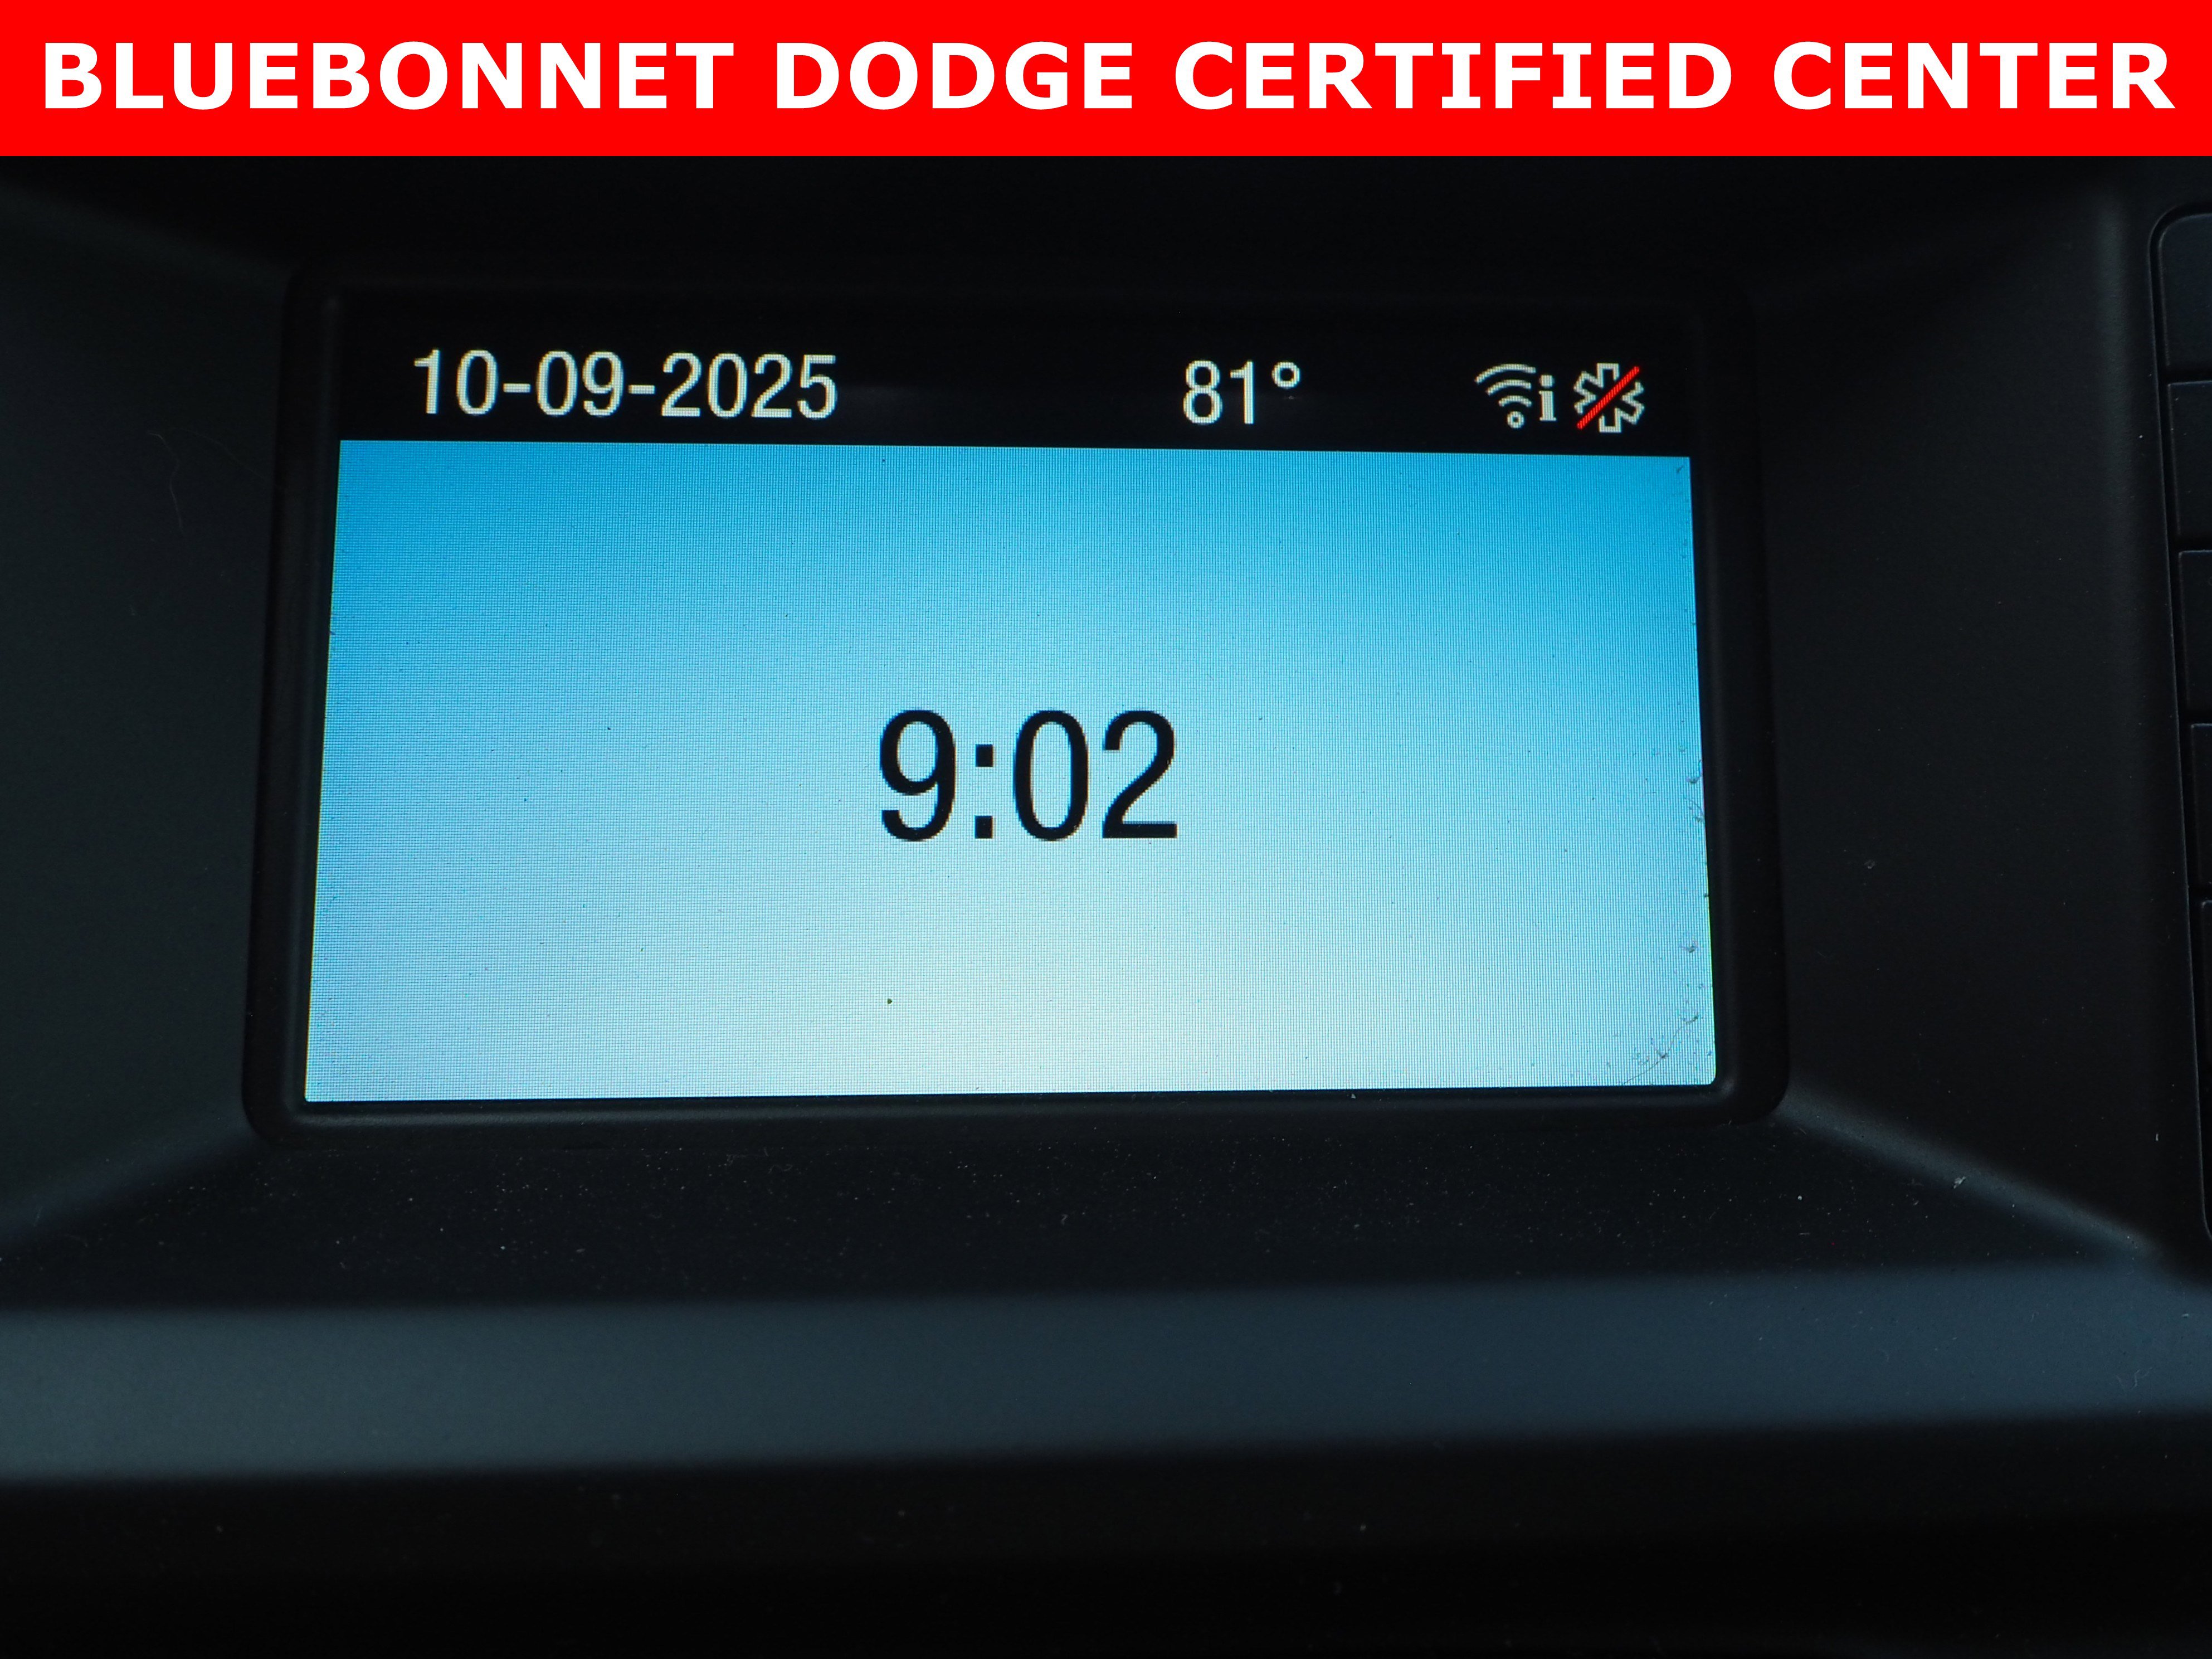 BLUEBONNET DODGE CERTIFIED CENTER
10-09-2025 81° i
9:02